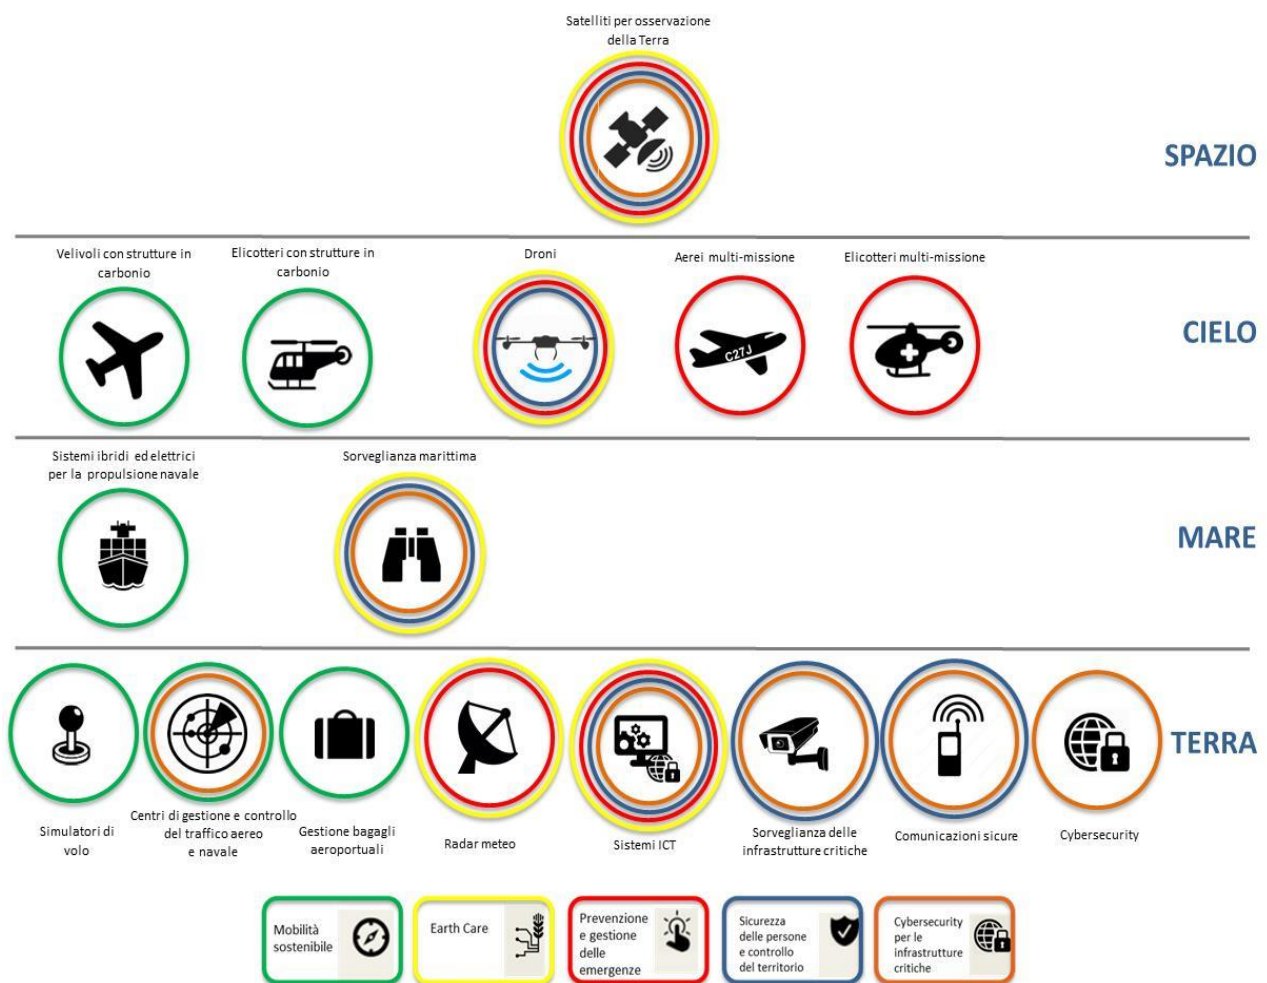 Satelliti per osservazione
della Terra
SPAZIO
Velivoli con strutture in
carbonio
Elicotteri con strutture in
carbonio
Droni
Aerei multi-missione
Elicotteri multi-missione
C27J
CIELO
Sistemi ibridi ed elettrici
per la propulsione navale
Sorveglianza marittima
MARE
TERRA
Simulatori di
volo
Centri di gestione e controllo
del traffico aereo
e navale
Gestione bagagli
aeroportuali
Radar meteo
Sistemi ICT
Sorveglianza delle
infrastrutture critiche
Comunicazioni sicure
Cybersecurity
Mobilità
sostenibile
Earth Care
Prevenzione
e gestione
delle
emergenze
Sicurezza
delle persone
e controllo
del territorio
Cybersecurity
per le
infrastrutture
critiche